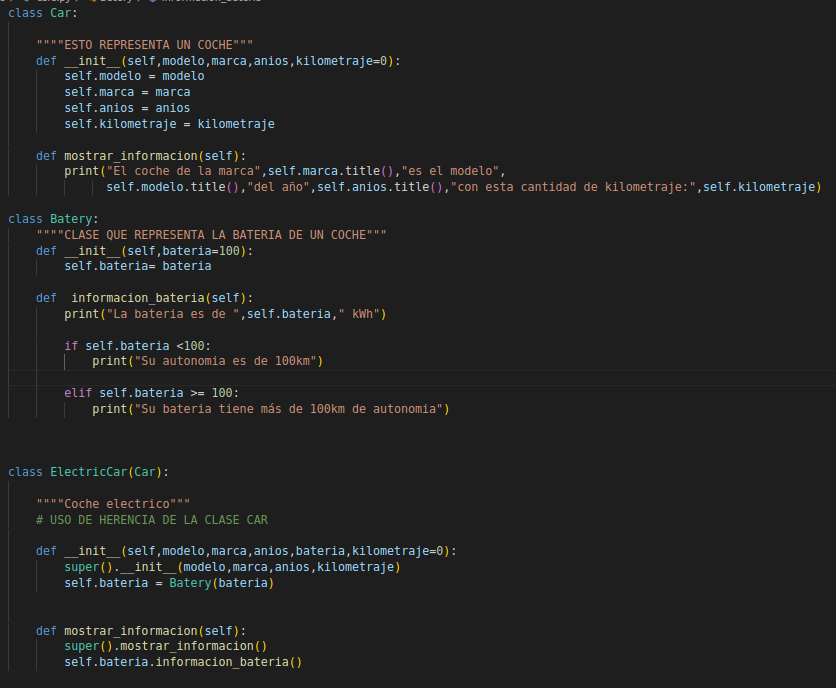 class Car:
""""ESTO REPRESENTA UN COCHE"""
def __init__(self,modelo,marca,anios,kilometraje=0):
self.modelo = modelo
self.marca = marca
self.anios = anios
self.kilometraje = kilometraje
def mostrar_informacion(self):
print("El coche de la marca",self.marca.title(),"es el modelo",
self.modelo.title(),"del año",self.anios.title(),"con esta cantidad de kilometraje:",self.kilometraje)
class Batery:
""""CLASE QUE REPRESENTA LA BATERIA DE UN COCHE"""
def __init__(self,bateria=100):
self.bateria= bateria
def  informacion_bateria(self):
print("La bateria es de ",self.bateria," kWh")
if self.bateria <100:
print("Su autonomia es de 100km")
elif self.bateria >= 100:
print("Su bateria tiene más de 100km de autonomia")
class ElectricCar(Car):
""""Coche electrico"""
# USO DE HERENCIA DE LA CLASE CAR
def __init__(self,modelo,marca,anios,bateria,kilometraje=0):
super().__init__(modelo,marca,anios,kilometraje)
self.bateria = Batery(bateria)
def mostrar_informacion(self):
super().mostrar_informacion()
self.bateria.informacion_bateria()